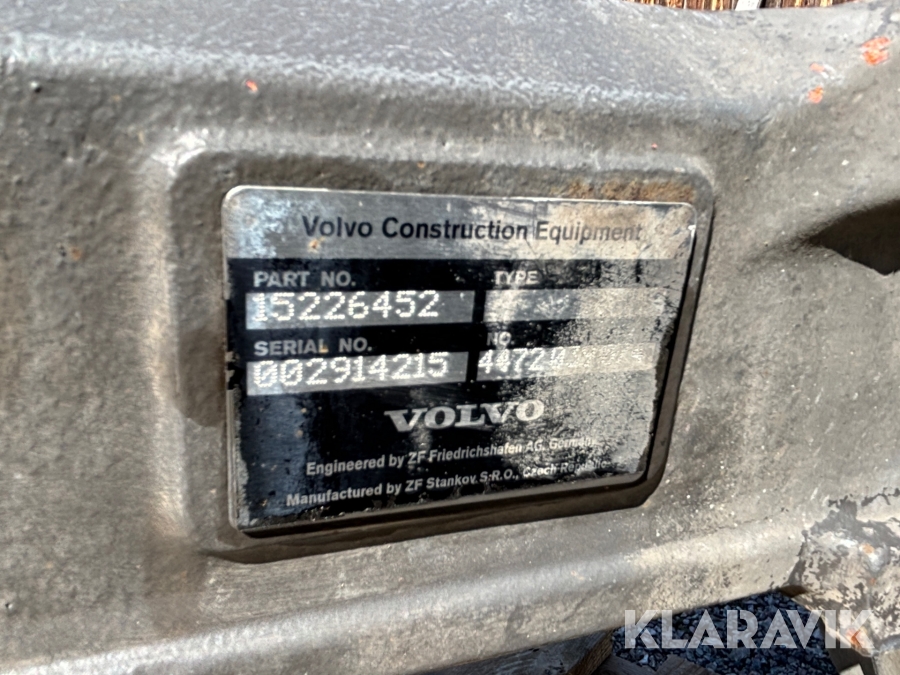 Volvo Construction Equipment
PART NO. TYPE
15226452
SERIAL NO. NO.
002914215
VOLVO
Engineered by ZF Friedrichshafen AG, Germany
Manufactured by ZF Stankov S.R.O., Czech Republic
KLARAVIK